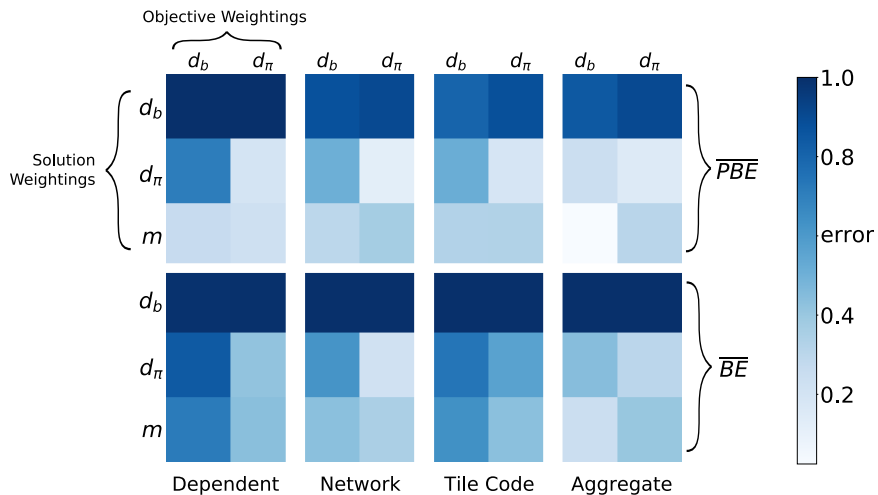 Objective Weightings
d_b d_π d_b d_π d_b d_π d_b d_π
Solution
Weightings
d_b
d_π
m
PBE
d_b
d_π
m
BE
Dependent Network Tile Code Aggregate
1.0
0.8
error
0.4
0.2